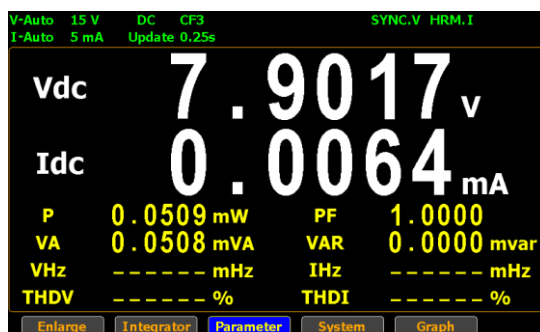 V-Auto 15 V DC CF3 SYNC.V HRM.I
I-Auto 5 mA Update 0.25s
Vdc 7.9017 V
Idc 0.0064 mA
P 0.0509 mW PF 1.0000
VA 0.0508 mVA VAR 0.0000 mvar
VHz ------ mHz IHz ------ mHz
THDV ------ % THDI ------ %
Enlarge Integrator Parameter System Graph